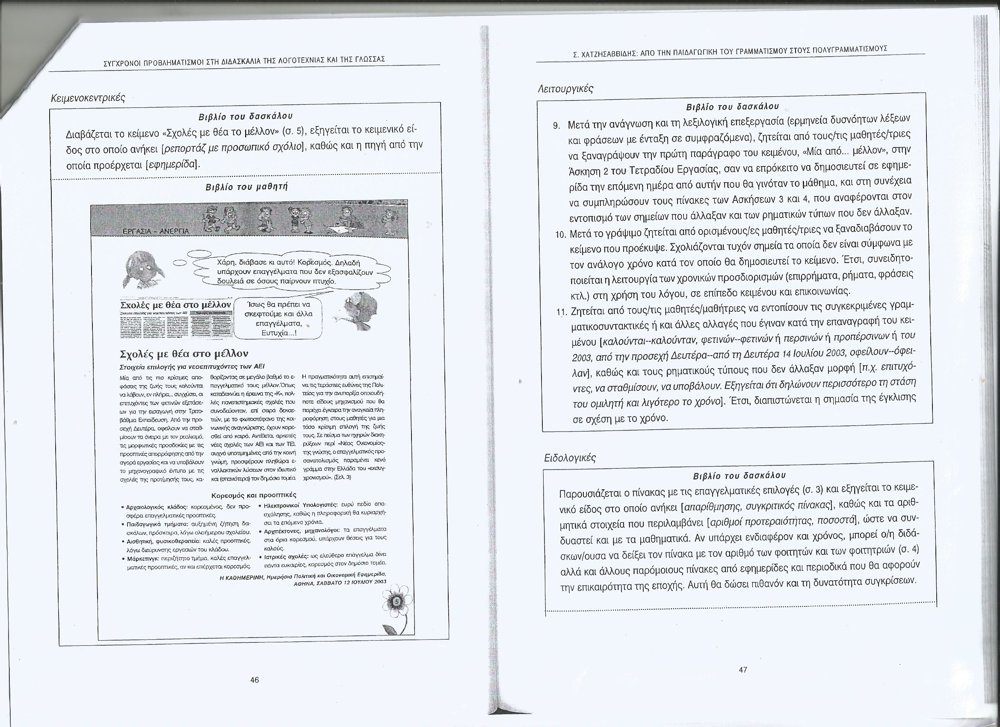 ΣΥΓΧΡΟΝΟΙ ΠΡΟΒΛΗΜΑΤΙΣΜΟΙ ΣΤΗ ΔΙΔΑΣΚΑΛΙΑ ΤΗΣ ΛΟΓΟΤΕΧΝΙΑΣ ΚΑΙ ΤΗΣ ΓΛΩΣΣΑΣ
Κειμενοκεντρικές
Βιβλίο του δασκάλου
Διαβάζεται το κείμενο «Σχολές με θέα το μέλλον» (σ. 5), εξηγείται το κειμενικό εί-
δος στο οποίο ανήκει [ρεπορτάζ με προσωπικό σχόλιο], καθώς και η πηγή από την
οποία προέρχεται [εφημερίδα].
Βιβλίο του μαθητή
ΕΡΓΑΣΙΑ – ΑΝΕΡΓΙΑ
Χάρη, διάβασε κι αυτό! Κορεσμός. Δηλαδή
υπάρχουν επαγγέλματα που δεν εξασφαλίζουν
δουλειά σε όσους παίρνουν πτυχίο.
Σχολές με θέα στο μέλλον
Ίσως θα πρέπει να
σκεφτούμε και άλλα
επαγγέλματα,
Ευτυχία...!
Σχολές με θέα στο μέλλον
Στοιχεία επιλογής για νεοεπιτυχόντες των ΑΕΙ
Μία από τις πιο κρίσιμες απο-
φάσεις της ζωής τους καλούνται
να λάβουν, εν πλήρει... συγχύσει, οι
επιτυχόντες των φετινών εξετάσε-
ων για την εισαγωγή στην Τριτο-
βάθμια Εκπαίδευση. Από την προ-
σεχή Δευτέρα, οφείλουν να σταθ-
μίσουν τα όνειρα με τον ρεαλισμό,
τις μορφωτικές προσδοκίες με τις
προοπτικές απορρόφησης από την
αγορά εργασίας και να υποβάλουν
το μηχανογραφικό έντυπο με τις
σχολές της προτίμησής τους, κα-
θορίζοντας σε μεγάλο βαθμό το ε-
παγγελματικό τους μέλλον. Όπως
καταδεικνύει η έρευνα της «Κ», πολ-
λές πανεπιστημιακές σχολές που
συνοδεύονταν, επί σειρά δεκαε-
τιών, με το φωτοστέφανο της κοι-
νωνικής αναγνώρισης, έχουν κορε-
σθεί από καιρό. Αντίθετα, αρκετές
νέες σχολές των ΑΕΙ και των ΤΕΙ,
συχνά υποτιμημένες από την κοινή
γνώμη, προσφέρουν πληθώρα ε-
ναλλακτικών λύσεων στον ιδιωτικό
και (σπανιότερα) τον δημόσιο τομέα.
Η πραγματικότητα αυτή επισημαί-
νει τις τεράστιες ευθύνες της Πολι-
τείας για την ανυπαρξία οποιουδή-
ποτε είδους μηχανισμού που θα
παρέχει έγκαιρα την αναγκαία πλη-
ροφόρηση στους μαθητές για μια
τόσο κρίσιμη επιλογή της ζωής
τους. Σε πείσμα των ηχηρών διακη-
ρύξεων περί «Νέας Οικονομίας»
της γνώσης, ο επαγγελματικός προ-
σανατολισμός παραμένει κενό
γράμμα στην Ελλάδα του «εκσυγ-
χρονισμού». (Σελ. 3)
Κορεσμός και προοπτικές
• Αρχαιολογικός κλάδος: κορεσμένος, δεν προ-
σφέρει επαγγελματικές προοπτικές.
• Παιδαγωγικά τμήματα: αυξημένη ζήτηση δα-
σκάλων, πρόσκαιρα, λόγω ολοήμερου σχολείου.
• Αισθητική, φυσικοθεραπεία: καλές προοπτικές,
λόγω διεύρυνσης εργασιών του κλάδου.
• Μάρκετινγκ: περιζήτητο τμήμα, καλές επαγγελ-
ματικές προοπτικές, αν και επέρχεται κορεσμός.
• Ηλεκτρονικοί Υπολογιστές: ευρύ πεδίο απα-
σχόλησης, καθώς η πληροφορική θα κυριαρχή-
σει τα επόμενα χρόνια.
• Αρχιτέκτονες, μηχανολόγοι: τα επαγγέλματα
στα όρια κορεσμού, υπάρχουν θέσεις για τους
καλούς.
• Ιατρικές σχολές: ως ελεύθερο επάγγελμα δίνει
πάντα ευκαιρίες, κορεσμός στον δημόσιο τομέα.
Η ΚΑΘΗΜΕΡΙΝΗ, Ημερήσια Πολιτική και Οικονομική Εφημερίδα,
ΑΘΗΝΑ, ΣΑΒΒΑΤΟ 12 ΙΟΥΛΙΟΥ 2003
5
46
Σ. ΧΑΤΖΗΣΑΒΒΙΔΗΣ: ΑΠΟ ΤΗΝ ΠΑΙΔΑΓΩΓΙΚΗ ΤΟΥ ΓΡΑΜΜΑΤΙΣΜΟΥ ΣΤΟΥΣ ΠΟΛΥΓΡΑΜΜΑΤΙΣΜΟΥΣ
Λειτουργικές
Βιβλίο του δασκάλου
9. Μετά την ανάγνωση και τη λεξιλογική επεξεργασία (ερμηνεία δυσνόητων λέξεων
και φράσεων με ένταξη σε συμφραζόμενα), ζητείται από τους/τις μαθητές/τριες
να ξαναγράψουν την πρώτη παράγραφο του κειμένου, «Μία από... μέλλον», στην
Άσκηση 2 του Τετραδίου Εργασίας, σαν να επρόκειτο να δημοσιευτεί σε εφημε-
ρίδα την επόμενη ημέρα από αυτήν που θα γινόταν το μάθημα, και στη συνέχεια
να συμπληρώσουν τους πίνακες των Ασκήσεων 3 και 4, που αναφέρονται στον
εντοπισμό των σημείων που άλλαξαν και των ρηματικών τύπων που δεν άλλαξαν.
10. Μετά το γράψιμο ζητείται από ορισμένους/ες μαθητές/τριες να ξαναδιαβάσουν το
κείμενο που προέκυψε. Σχολιάζονται τυχόν σημεία τα οποία δεν είναι σύμφωνα με
τον ανάλογο χρόνο κατά τον οποίο θα δημοσιευτεί το κείμενο. Έτσι, συνειδητο-
ποιείται η λειτουργία των χρονικών προσδιορισμών (επιρρήματα, ρήματα, φράσεις
κτλ.) στη χρήση του λόγου, σε επίπεδο κειμένου και επικοινωνίας.
11. Ζητείται από τους/τις μαθητές/μαθήτριες να εντοπίσουν τις συγκεκριμένες γραμ-
ματικοσυντακτικές ή και άλλες αλλαγές που έγιναν κατά την επαναγραφή του κει-
μένου [καλούνται--καλούνταν, φετινών--φετινών ή περσινών ή προπέρσινων ή του
2003, από την προσεχή Δευτέρα--από τη Δευτέρα 14 Ιουλίου 2003, οφείλουν--όφει-
λαν], καθώς και τους ρηματικούς τύπους που δεν άλλαξαν μορφή [π.χ. επιτυχό-
ντες, να σταθμίσουν, να υποβάλουν. Εξηγείται ότι δηλώνουν περισσότερο τη στάση
του ομιλητή και λιγότερο το χρόνο]. Έτσι, διαπιστώνεται η σημασία της έγκλισης
σε σχέση με το χρόνο.
Ειδολογικές
Βιβλίο του δασκάλου
Παρουσιάζεται ο πίνακας με τις επαγγελματικές επιλογές (σ. 3) και εξηγείται το κειμε-
νικό είδος στο οποίο ανήκει [απαρίθμησης, συγκριτικός πίνακας], καθώς και τα αριθ-
μητικά στοιχεία που περιλαμβάνει [αριθμοί προτεραιότητας, ποσοστά], ώστε να συν-
δυαστεί και με τα μαθηματικά. Αν υπάρχει ενδιαφέρον και χρόνος, μπορεί ο/η διδά-
σκων/ουσα να δείξει τον πίνακα με τον αριθμό των φοιτητών και των φοιτητριών (σ. 4)
αλλά και άλλους παρόμοιους πίνακες από εφημερίδες και περιοδικά που θα αφορούν
την επικαιρότητα της εποχής. Αυτή θα δώσει πιθανόν και τη δυνατότητα συγκρίσεων.
47